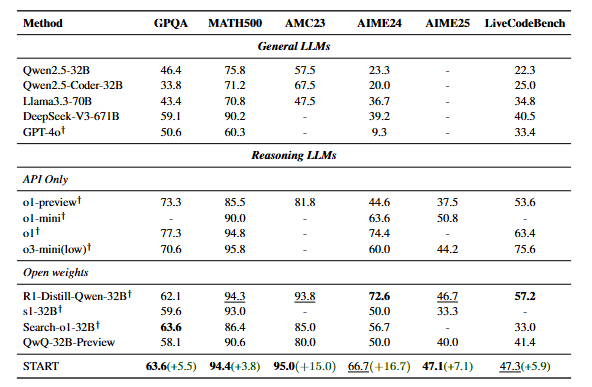 Method GPQA MATH500 AMC23 AIME24 AIME25 LiveCodeBench
General LLMs
Qwen2.5-32B 46.4 75.8 57.5 23.3 - 22.3
Qwen2.5-Coder-32B 33.8 71.2 67.5 20.0 - 25.0
Llama3.3-70B 43.4 70.8 47.5 36.7 - 34.8
DeepSeek-V3-671B 59.1 90.2 - 39.2 - 40.5
GPT-4o† 50.6 60.3 - 9.3 - 33.4
Reasoning LLMs
API Only
o1-preview† 73.3 85.5 81.8 44.6 37.5 53.6
o1-mini† - 90.0 - 63.6 50.8 -
o1† 77.3 94.8 - 74.4 - 63.4
o3-mini(low)† 70.6 95.8 - 60.0 44.2 75.6
Open weights
R1-Distill-Qwen-32B† 62.1 94.3 93.8 72.6 46.7 57.2
s1-32B† 59.6 93.0 - 50.0 33.3 -
Search-o1-32B† 63.6 86.4 85.0 56.7 - 33.0
QwQ-32B-Preview 58.1 90.6 80.0 50.0 40.0 41.4
START 63.6(+5.5) 94.4(+3.8) 95.0(+15.0) 66.7(+16.7) 47.1(+7.1) 47.3(+5.9)